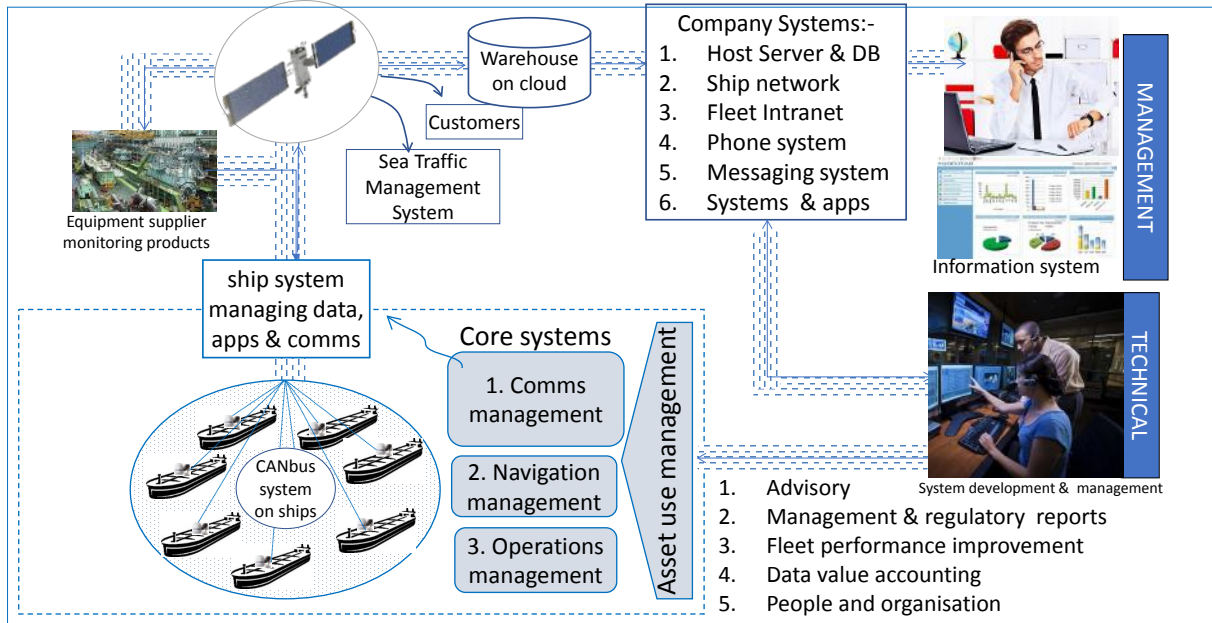 Warehouse
on cloud
Customers
Sea Traffic
Management
System
Equipment supplier
monitoring products
Company Systems:-
1. Host Server & DB
2. Ship network
3. Fleet Intranet
4. Phone system
5. Messaging system
6. Systems & apps
MANAGEMENT
Information system
ship system
managing data,
apps & comms
Core systems
1. Comms
management
2. Navigation
management
3. Operations
management
Asset use management
CANbus
system
on ships
TECHNICAL
System development & management
1. Advisory
2. Management & regulatory reports
3. Fleet performance improvement
4. Data value accounting
5. People and organisation